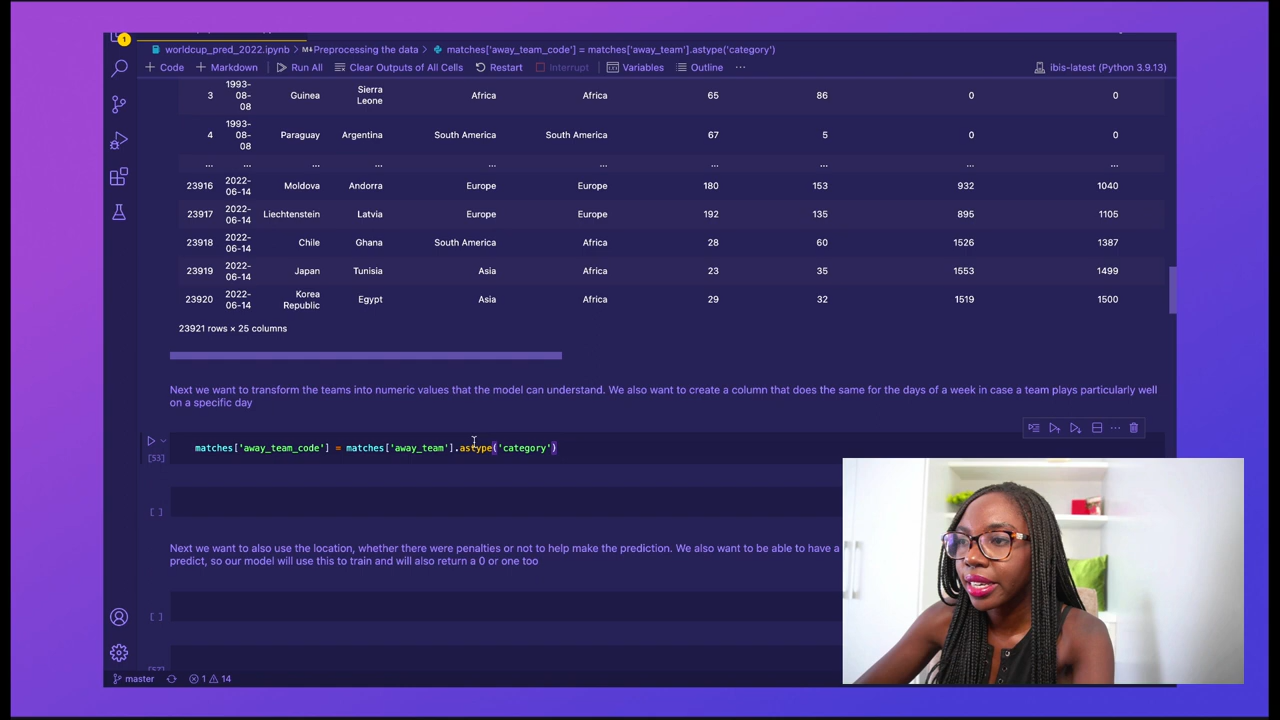 1
worldcup_pred_2022.ipynb > M↓ Preprocessing the data > matches['away_team_code'] = matches['away_team'].astype('category')
+ Code + Markdown Run All Clear Outputs of All Cells Restart Interrupt Variables Outline ... ibis-latest (Python 3.9.13)
3 1993-08-08 Guinea Sierra Leone Africa Africa 65 86 0 0
4 1993-08-08 Paraguay Argentina South America South America 67 5 0 0
... ... ... ... ... ... ... ... ... ...
23916 2022-06-14 Moldova Andorra Europe Europe 180 153 932 1040
23917 2022-06-14 Liechtenstein Latvia Europe Europe 192 135 895 1105
23918 2022-06-14 Chile Ghana South America Africa 28 60 1526 1387
23919 2022-06-14 Japan Tunisia Asia Africa 23 35 1553 1499
23920 2022-06-14 Korea Republic Egypt Asia Africa 29 32 1519 1500
23921 rows × 25 columns
Next we want to transform the teams into numeric values that the model can understand. We also want to create a column that does the same for the days of a week in case a team plays particularly well
on a specific day
matches['away_team_code'] = matches['away_team'].astype('category')
[53]
[ ]
Next we want to also use the location, whether there were penalties or not to help make the prediction. We also want to be able to have a
predict, so our model will use this to train and will also return a 0 or one too
[ ]
[57]
master 1 14